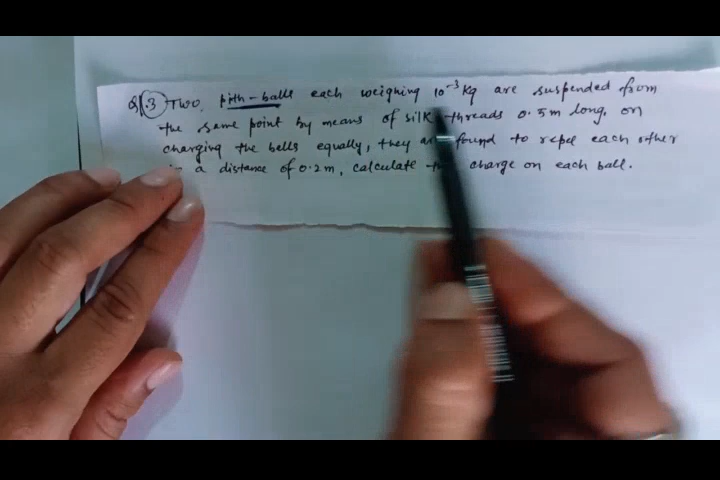 Q.3 Two pith-balls each weighing 10⁻³ Kg are suspended from
the same point by means of silk threads 0.5m long. on
charging the balls equally, they are found to repel each other
a distance of 0.2m, calculate the charge on each ball.